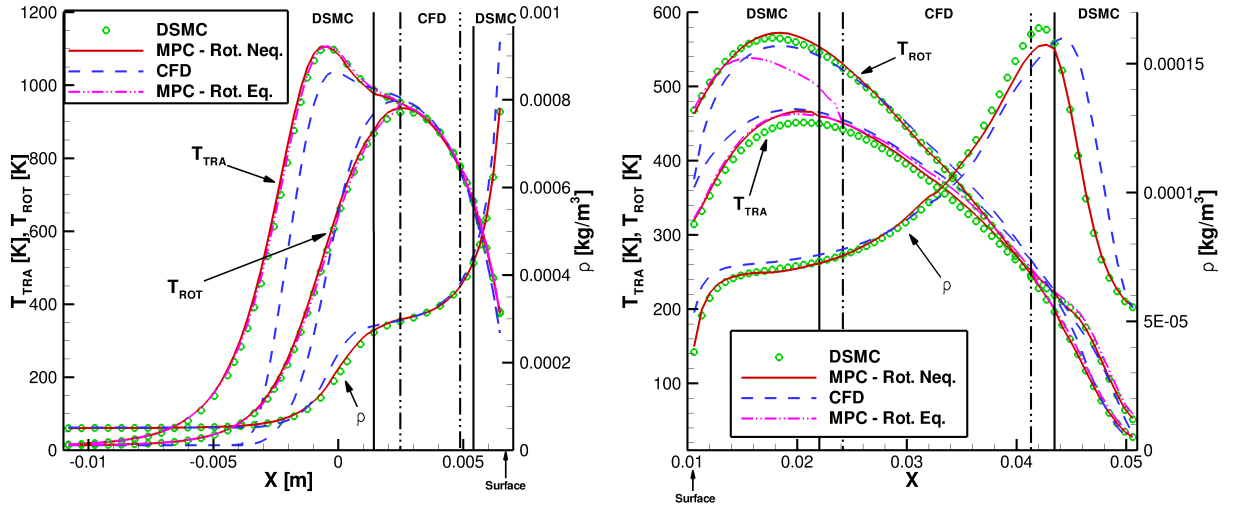 DSMC CFD DSMC
1200
1000
800
600
400
200
0
0.001
0.0008
0.0006
0.0004
0.0002
0
-0.01 -0.005 0 0.005
X [m]
Surface
T_TRA [K], T_ROT [K]
ρ [kg/m³]
DSMC
MPC - Rot. Neq.
CFD
MPC - Rot. Eq.
T_TRA
T_ROT
ρ
DSMC CFD DSMC
600
500
400
300
200
100
0.00015
0.0001
5E-05
0
0.01 0.02 0.03 0.04 0.05
X
Surface
T_TRA [K], T_ROT [K]
ρ [kg/m³]
T_ROT
T_TRA
ρ
DSMC
MPC - Rot. Neq.
CFD
MPC - Rot. Eq.